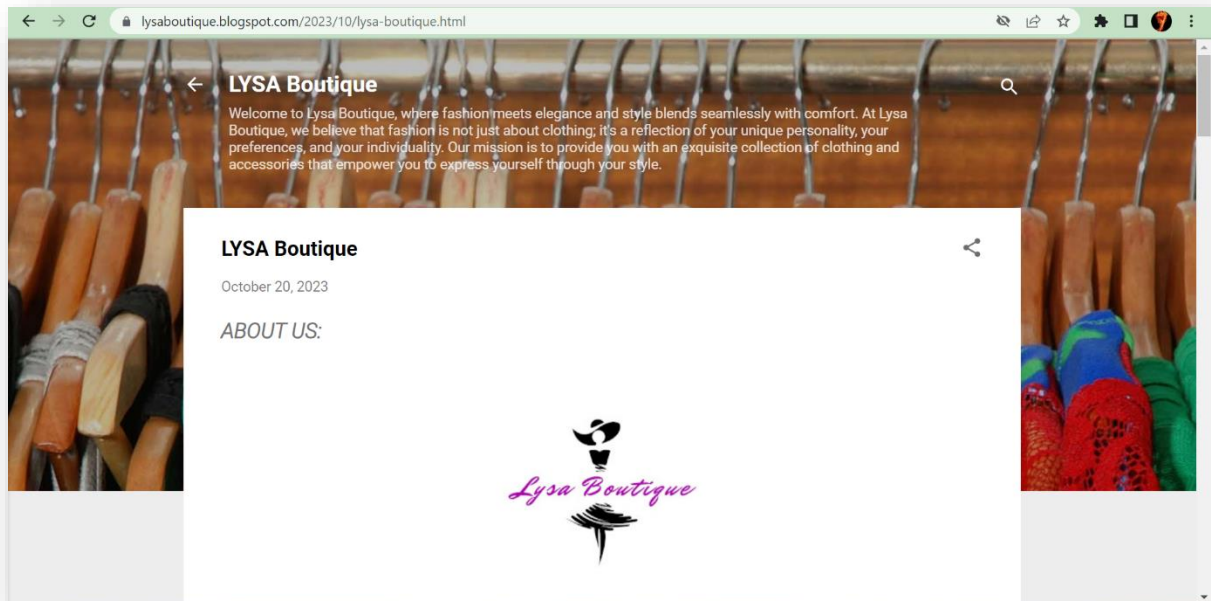 lysaboutique.blogspot.com/2023/10/lysa-boutique.html
LYSA Boutique
Welcome to Lysa Boutique, where fashion meets elegance and style blends seamlessly with comfort. At Lysa
Boutique, we believe that fashion is not just about clothing; it's a reflection of your unique personality, your
preferences, and your individuality. Our mission is to provide you with an exquisite collection of clothing and
accessories that empower you to express yourself through your style.
LYSA Boutique
October 20, 2023
ABOUT US:
Lysa Boutique